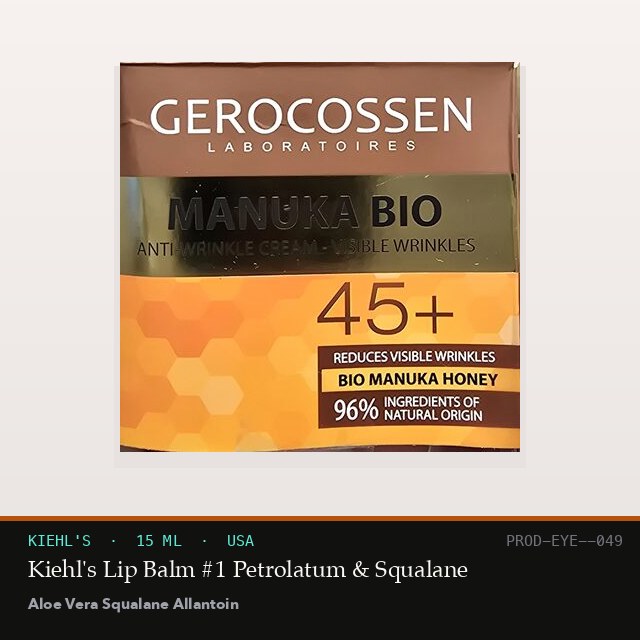 GEROCOSSEN
LABORATOIRES
MANUKA BIO
ANTI-WRINKLE CREAM - VISIBLE WRINKLES
45+
REDUCES VISIBLE WRINKLES
BIO MANUKA HONEY
96% INGREDIENTS OF
NATURAL ORIGIN
KIEHL'S · 15 ML · USA
PROD-EYE--049
Kiehl's Lip Balm #1 Petrolatum & Squalane
Aloe Vera Squalane Allantoin